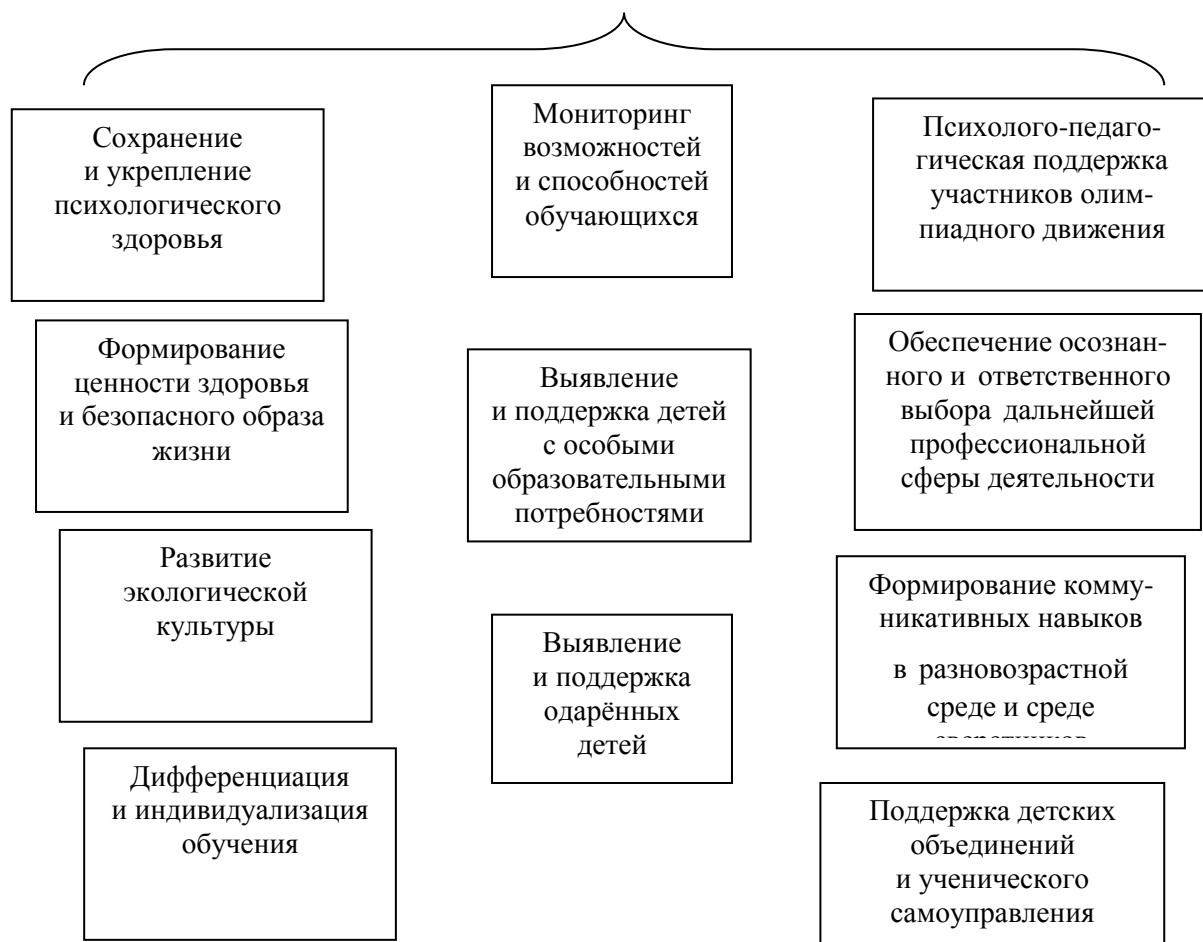 Сохранение
и укрепление
психологического
здоровья
Формирование
ценности здоровья
и безопасного образа
жизни
Развитие
экологической
культуры
Дифференциация
и индивидуализация
обучения
Мониторинг
возможностей
и способностей
обучающихся
Выявление
и поддержка детей
с особыми
образовательными
потребностями
Выявление
и поддержка
одарённых
детей
Психолого-педаго-
гическая поддержка
участников олим-
пиадного движения
Обеспечение осознан-
ного и ответственного
выбора дальнейшей
профессиональной
сферы деятельности
Формирование комму-
никативных навыков
в разновозрастной
среде и среде
Поддержка детских
объединений
и ученического
самоуправления